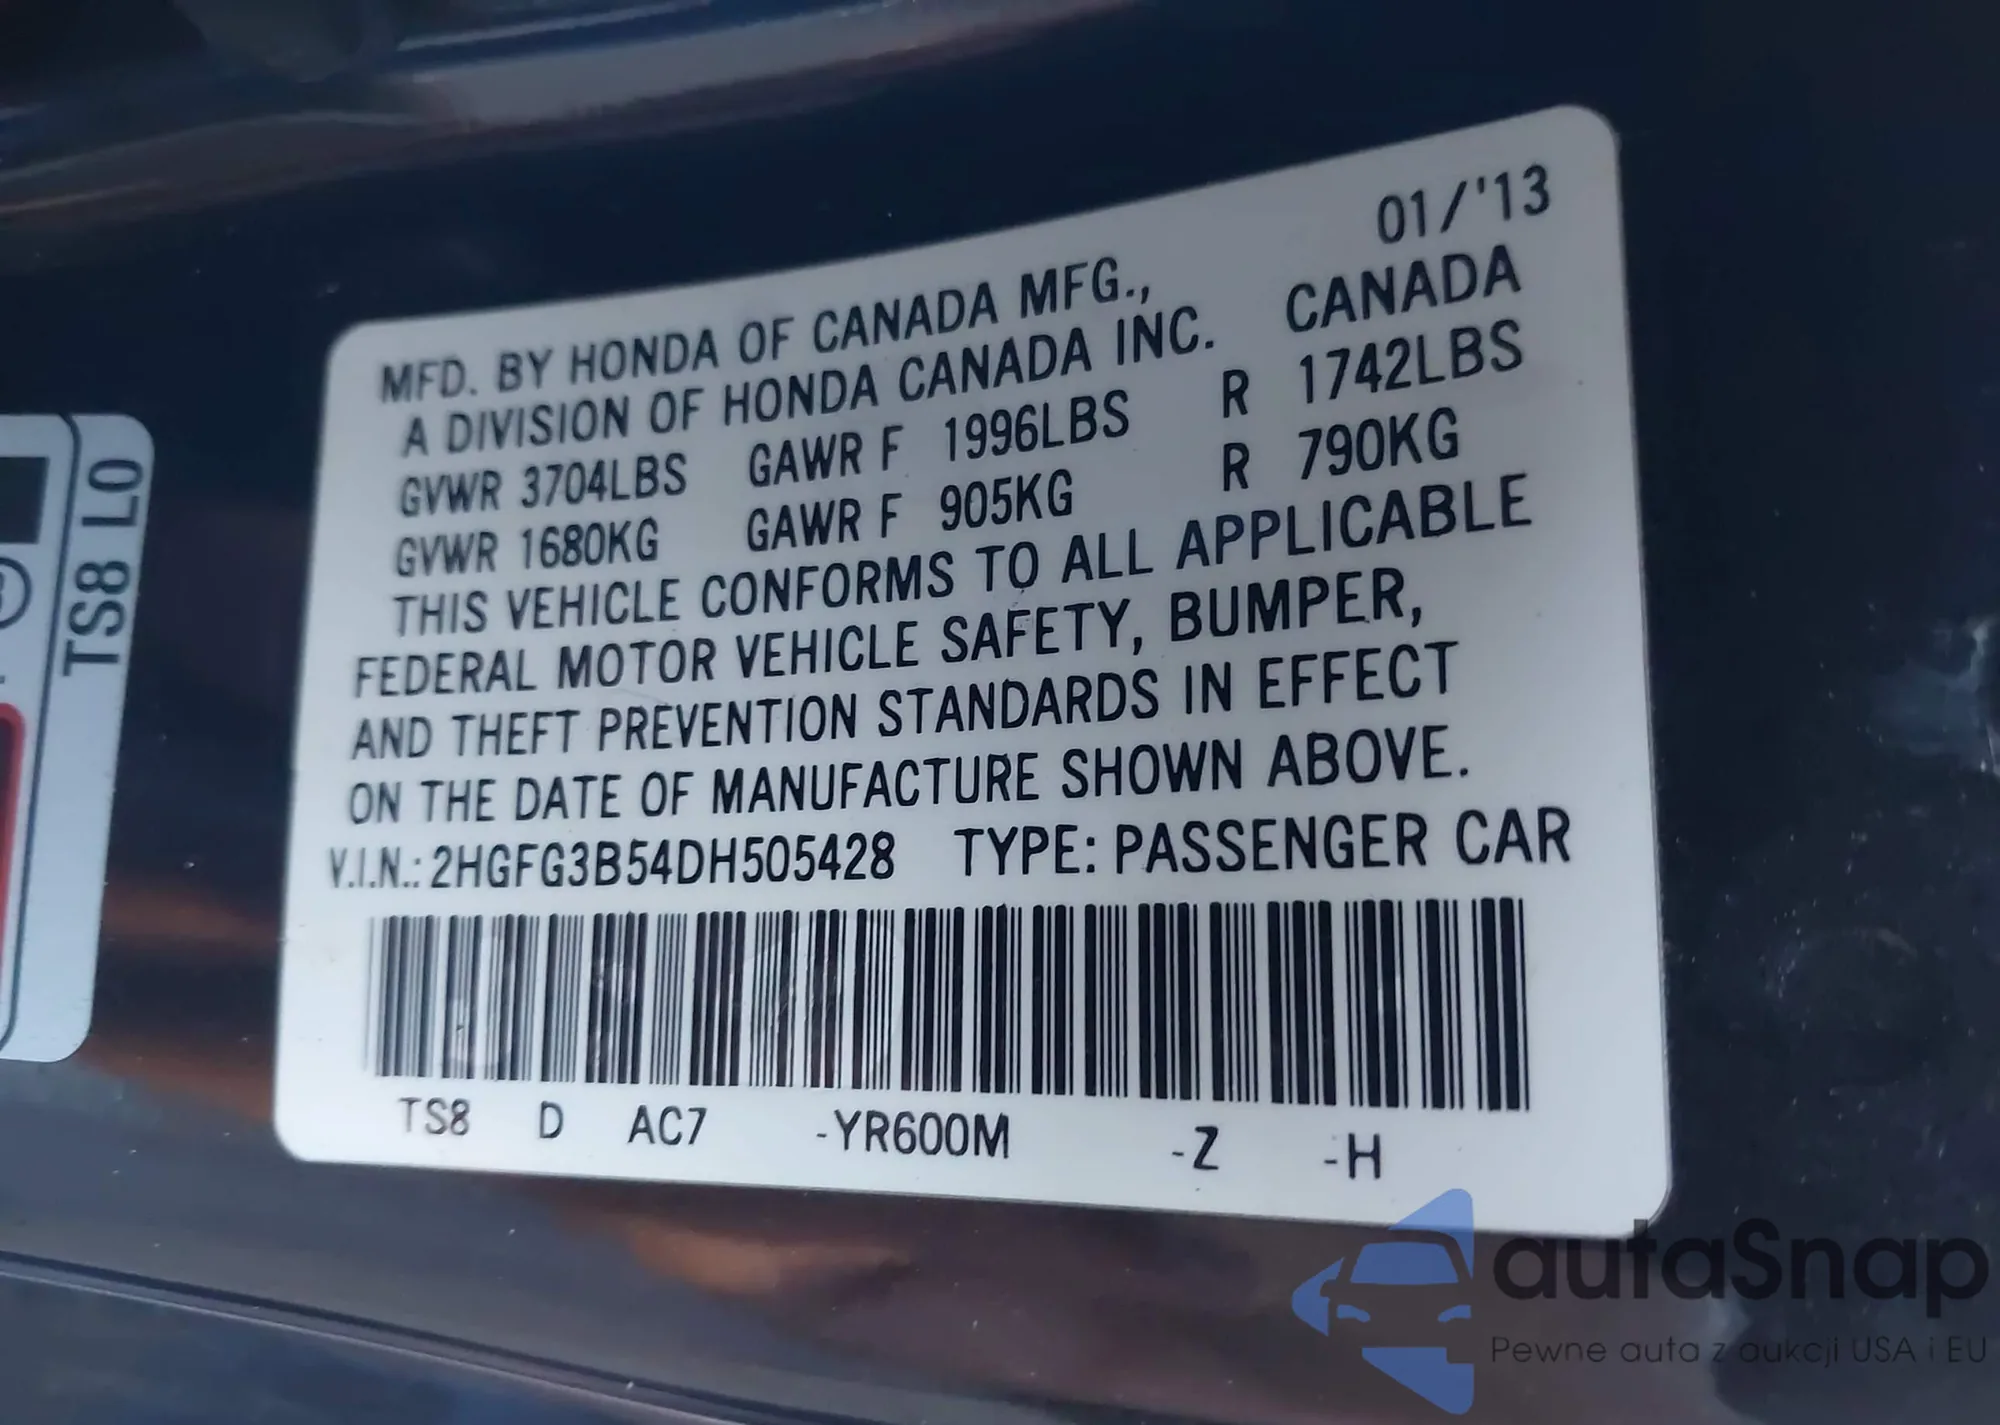 01/'13
MFD. BY HONDA OF CANADA MFG.,
A DIVISION OF HONDA CANADA INC. CANADA
GVWR 3704LBS GAWR F 1996LBS R 1742LBS
GVWR 1680KG GAWR F 905KG R 790KG
THIS VEHICLE CONFORMS TO ALL APPLICABLE
FEDERAL MOTOR VEHICLE SAFETY, BUMPER,
AND THEFT PREVENTION STANDARDS IN EFFECT
ON THE DATE OF MANUFACTURE SHOWN ABOVE.
V.I.N.: 2HGFG3B54DH505428 TYPE: PASSENGER CAR
TS8 D AC7 -YR600M -Z -H
TS8 L0
autaSnap
Pewne auta z aukcji USA i EU